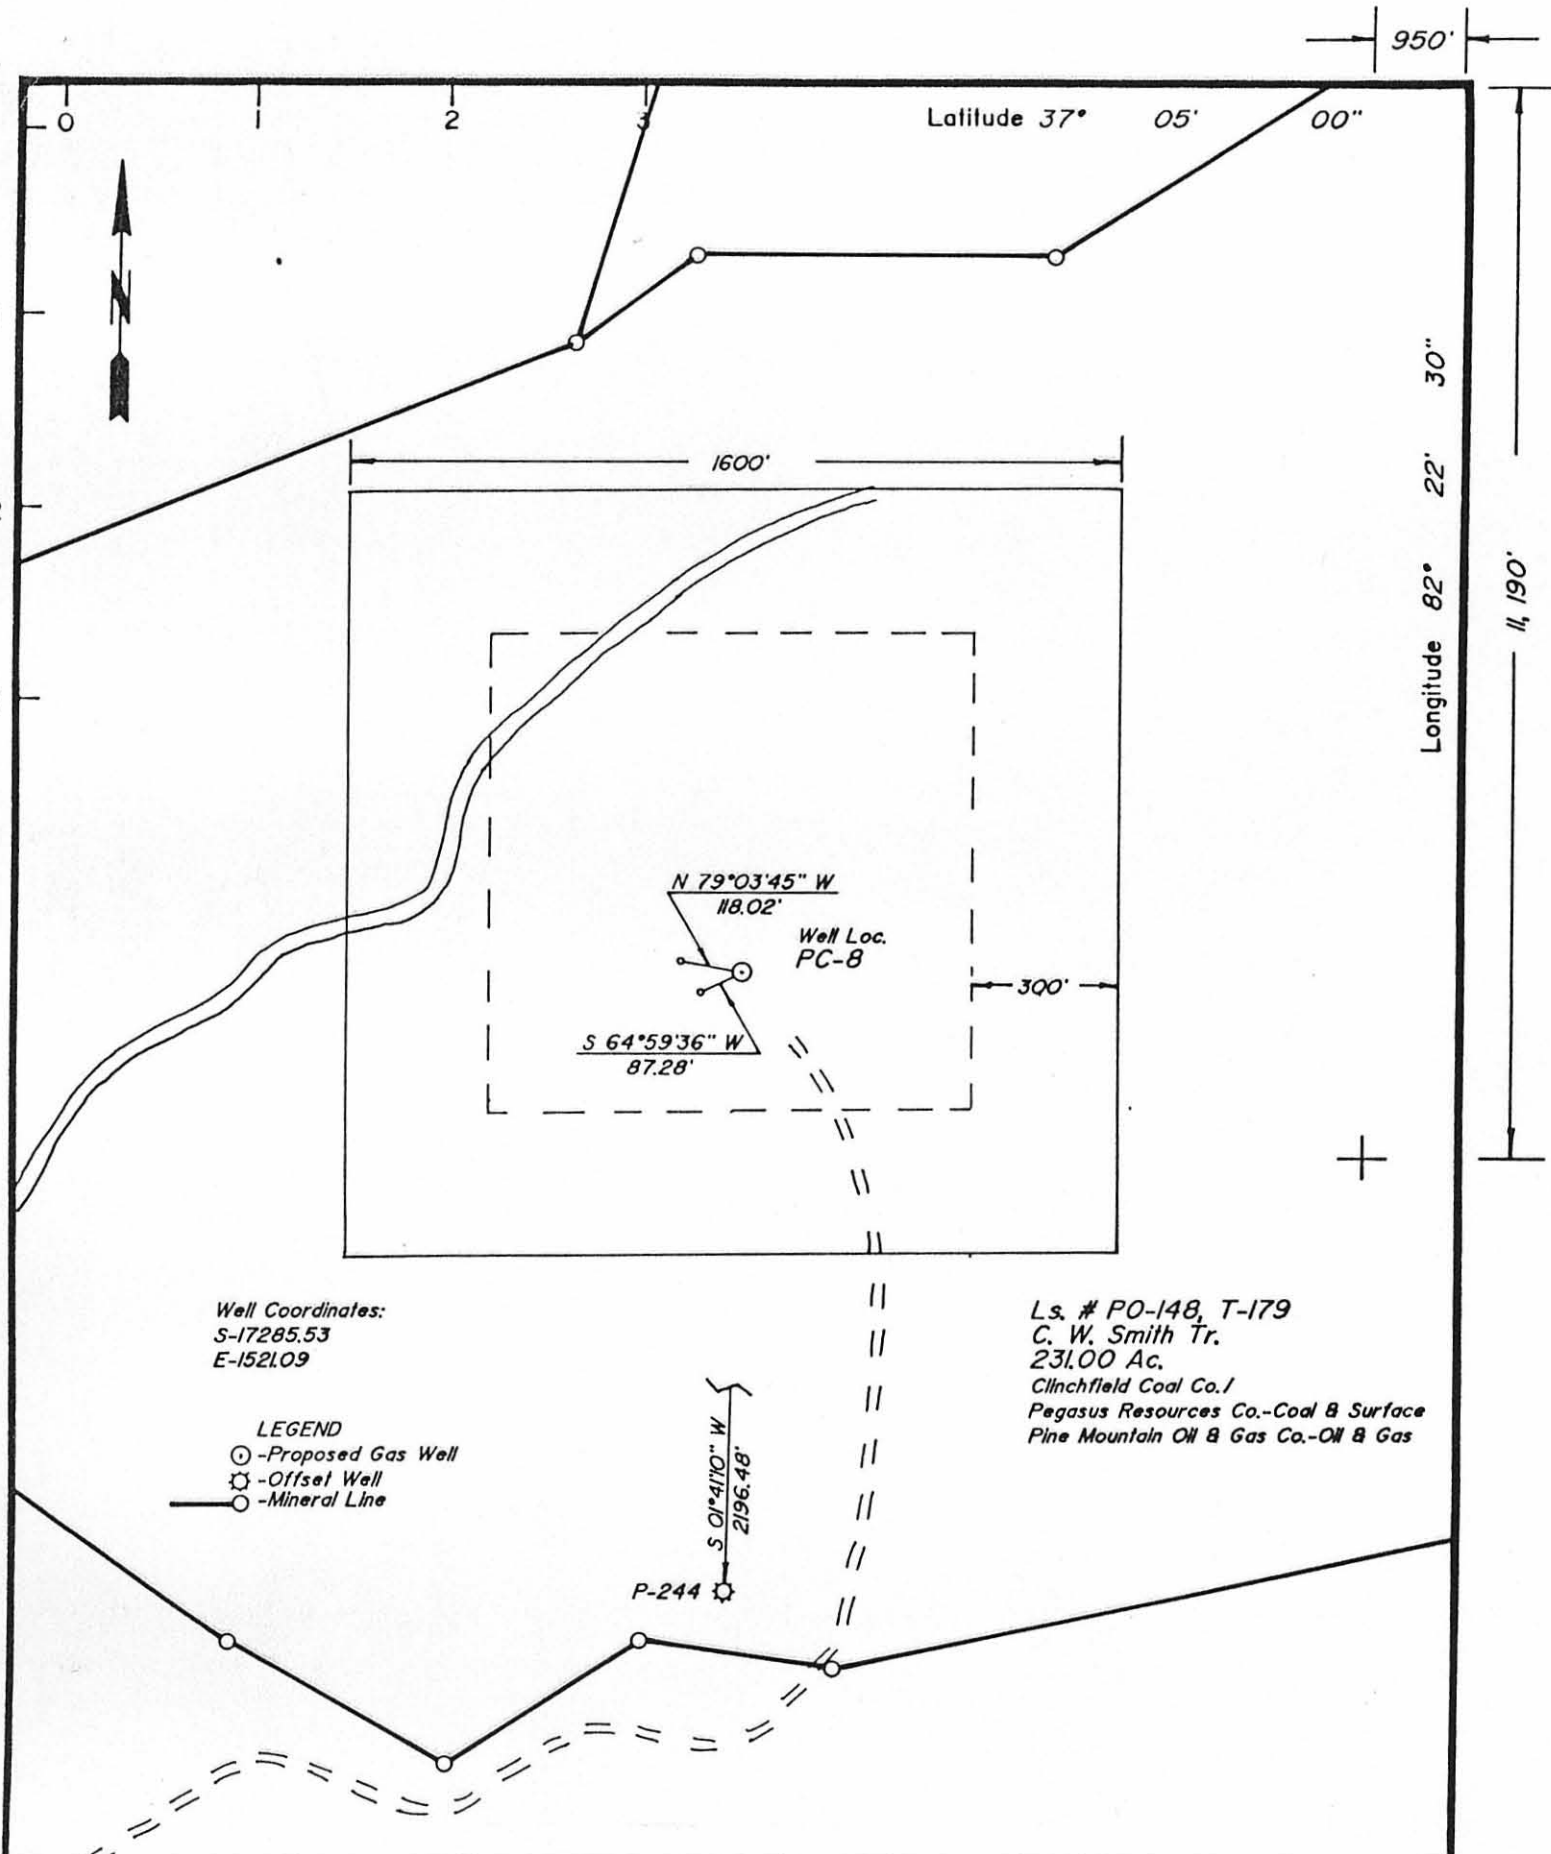 950'
0 1 2 3
Latitude 37° 05' 00"
N
Longitude 82° 22' 30"
11,190'
1600'
N 79°03'45" W
118.02'
Well Loc.
PC-8
300'
S 64°59'36" W
87.28'
Well Coordinates:
S-17285.53
E-1521.09
LEGEND
-Proposed Gas Well
-Offset Well
-Mineral Line
Ls. # PO-148, T-179
C. W. Smith Tr.
231.00 Ac.
Clinchfield Coal Co./
Pegasus Resources Co.-Coal & Surface
Pine Mountain Oil & Gas Co.-Oil & Gas
S 01°41'10" W
2196.48'
P-244